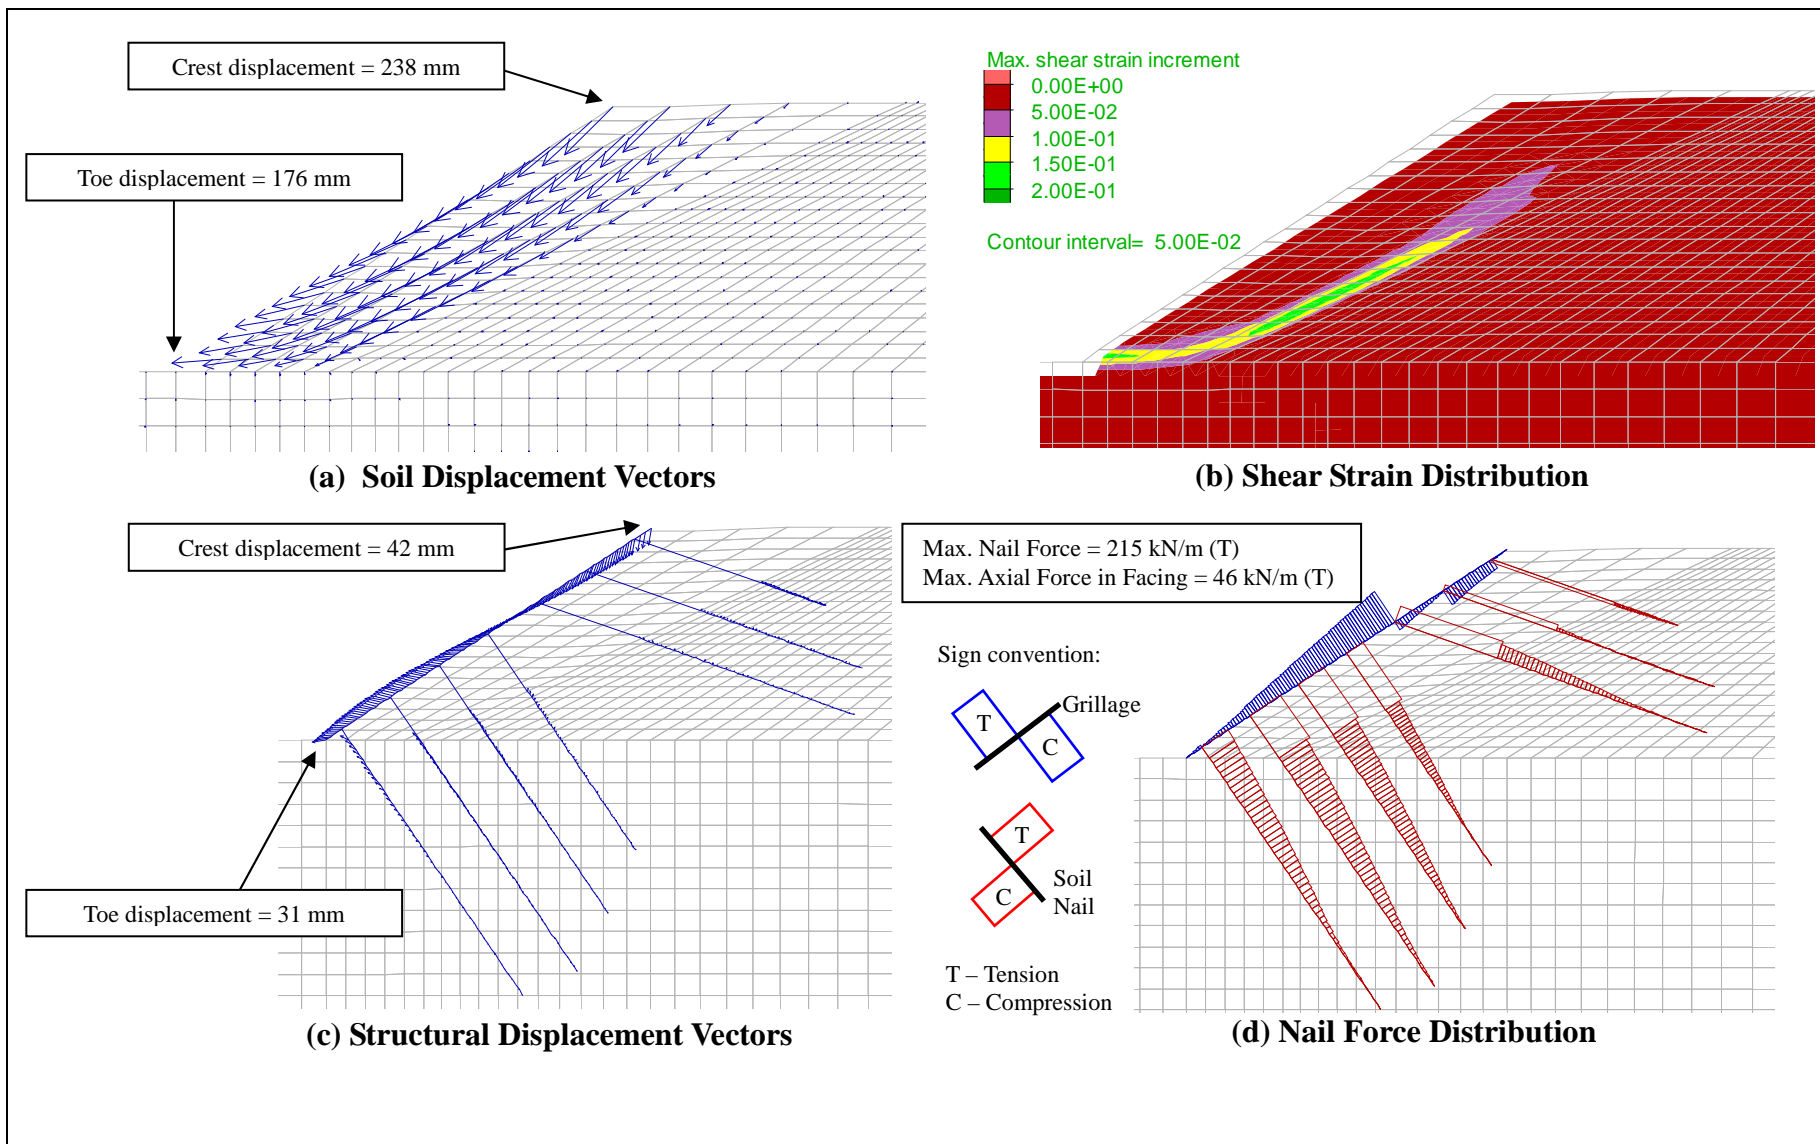 Crest displacement = 238 mm
Toe displacement = 176 mm
(a) Soil Displacement Vectors
Max. shear strain increment
0.00E+00
5.00E-02
1.00E-01
1.50E-01
2.00E-01
Contour interval= 5.00E-02
(b) Shear Strain Distribution
Crest displacement = 42 mm
Toe displacement = 31 mm
(c) Structural Displacement Vectors
Max. Nail Force = 215 kN/m (T)
Max. Axial Force in Facing = 46 kN/m (T)
Sign convention:
Grillage
T
C
T
C
Soil
Nail
T – Tension
C – Compression
(d) Nail Force Distribution